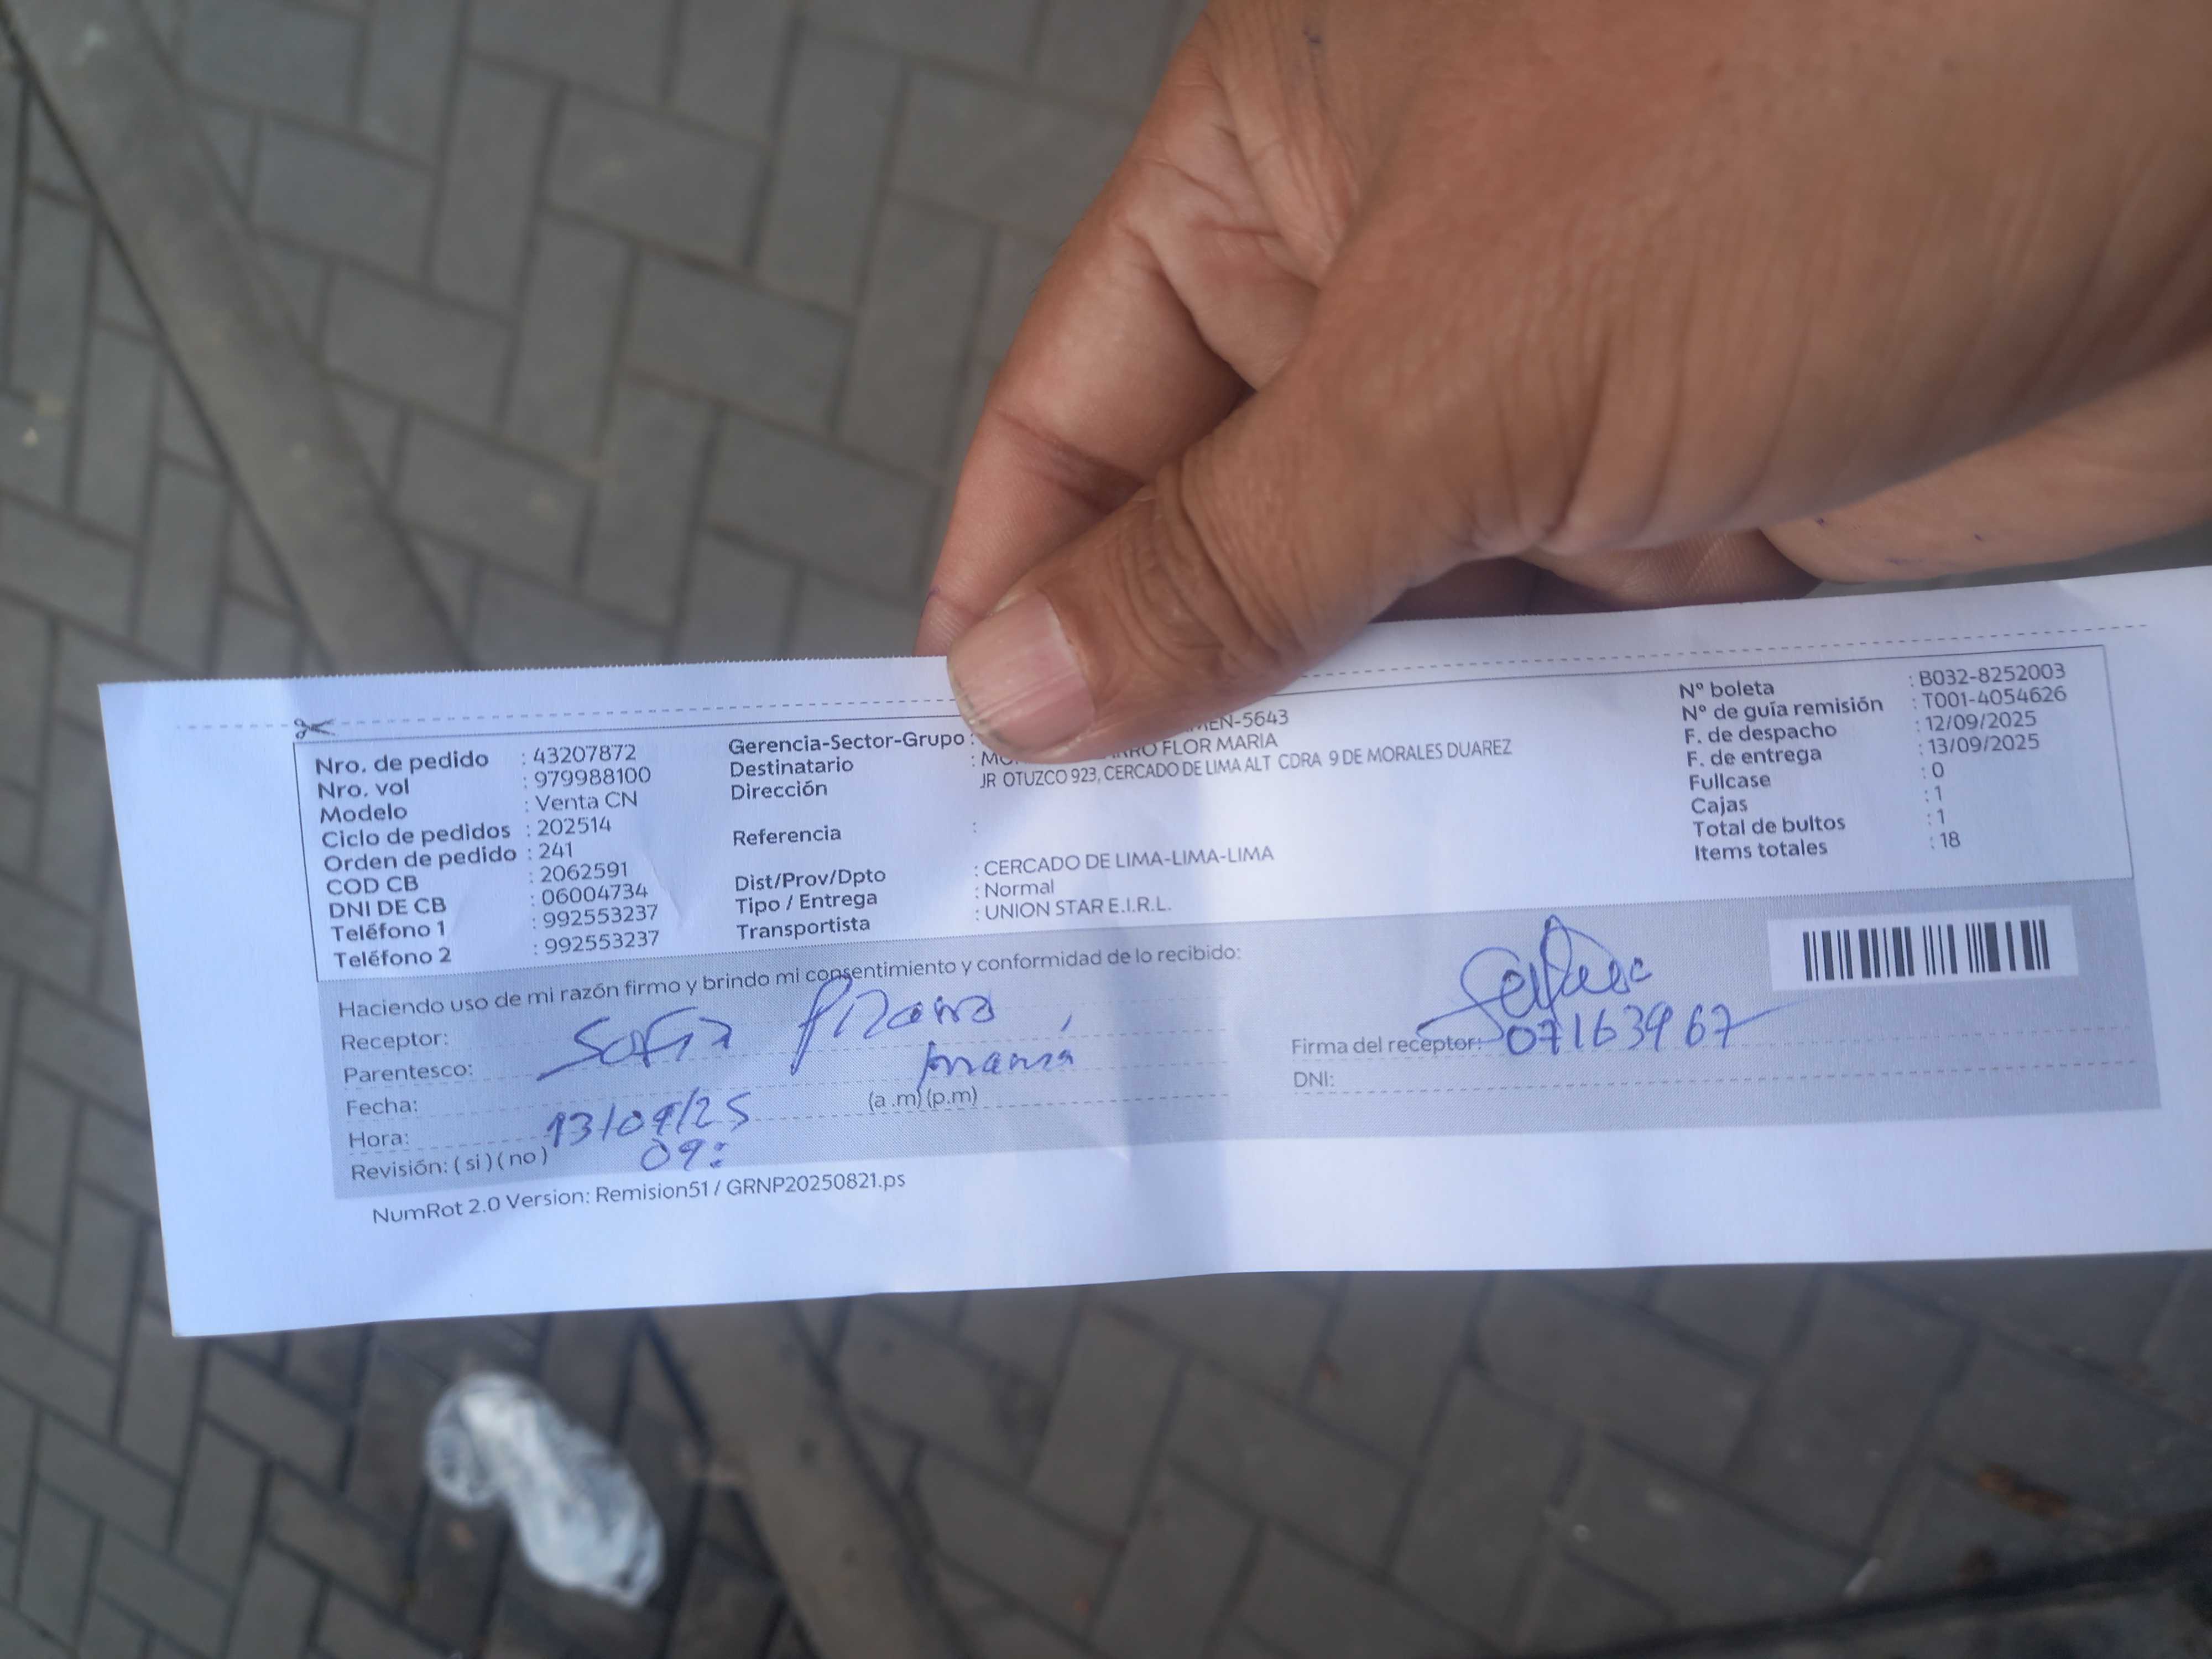 Nro. de pedido : 43207872
Nro. vol : 979988100
Modelo : Venta CN
Ciclo de pedidos : 202514
Orden de pedido : 241
COD CB : 2062591
DNI DE CB : 06004734
Teléfono 1 : 992553237
Teléfono 2 : 992553237
Gerencia-Sector-Grupo : MEN-5643
Destinatario : FLOR MARIA
Dirección JR OTUZCO 923, CERCADO DE LIMA ALT CDRA 9 DE MORALES DUAREZ
Referencia :
Dist/Prov/Dpto : CERCADO DE LIMA-LIMA-LIMA
Tipo / Entrega : Normal
Transportista : UNION STAR E.I.R.L.
Nº boleta : B032-8252003
Nº de guía remisión : T001-4054626
F. de despacho : 12/09/2025
F. de entrega : 13/09/2025
Fullcase : 0
Cajas : 1
Total de bultos : 1
Items totales : 18
Haciendo uso de mi razón firmo y brindo mi consentimiento y conformidad de lo recibido:
Receptor: Sofia
Parentesco: mamá
Fecha: 13/09/25
Hora: 09: (a .m) (p.m)
Revisión: ( si ) ( no )
Firma del receptor: 07163967
DNI:
NumRot 2.0 Version: Remision51 / GRNP20250821.ps